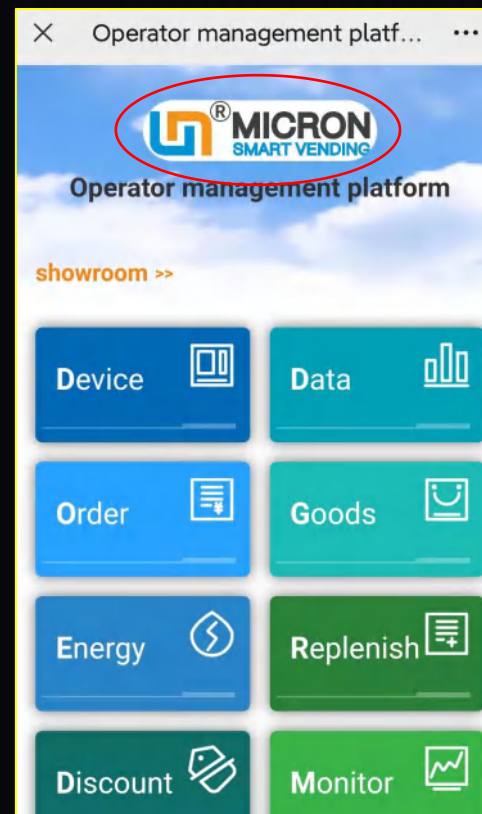 Operator management platf...
® MICRON
SMART VENDING
Operator management platform
showroom >>
Device
Data
Order
Goods
Energy
Replenish
Discount
Monitor